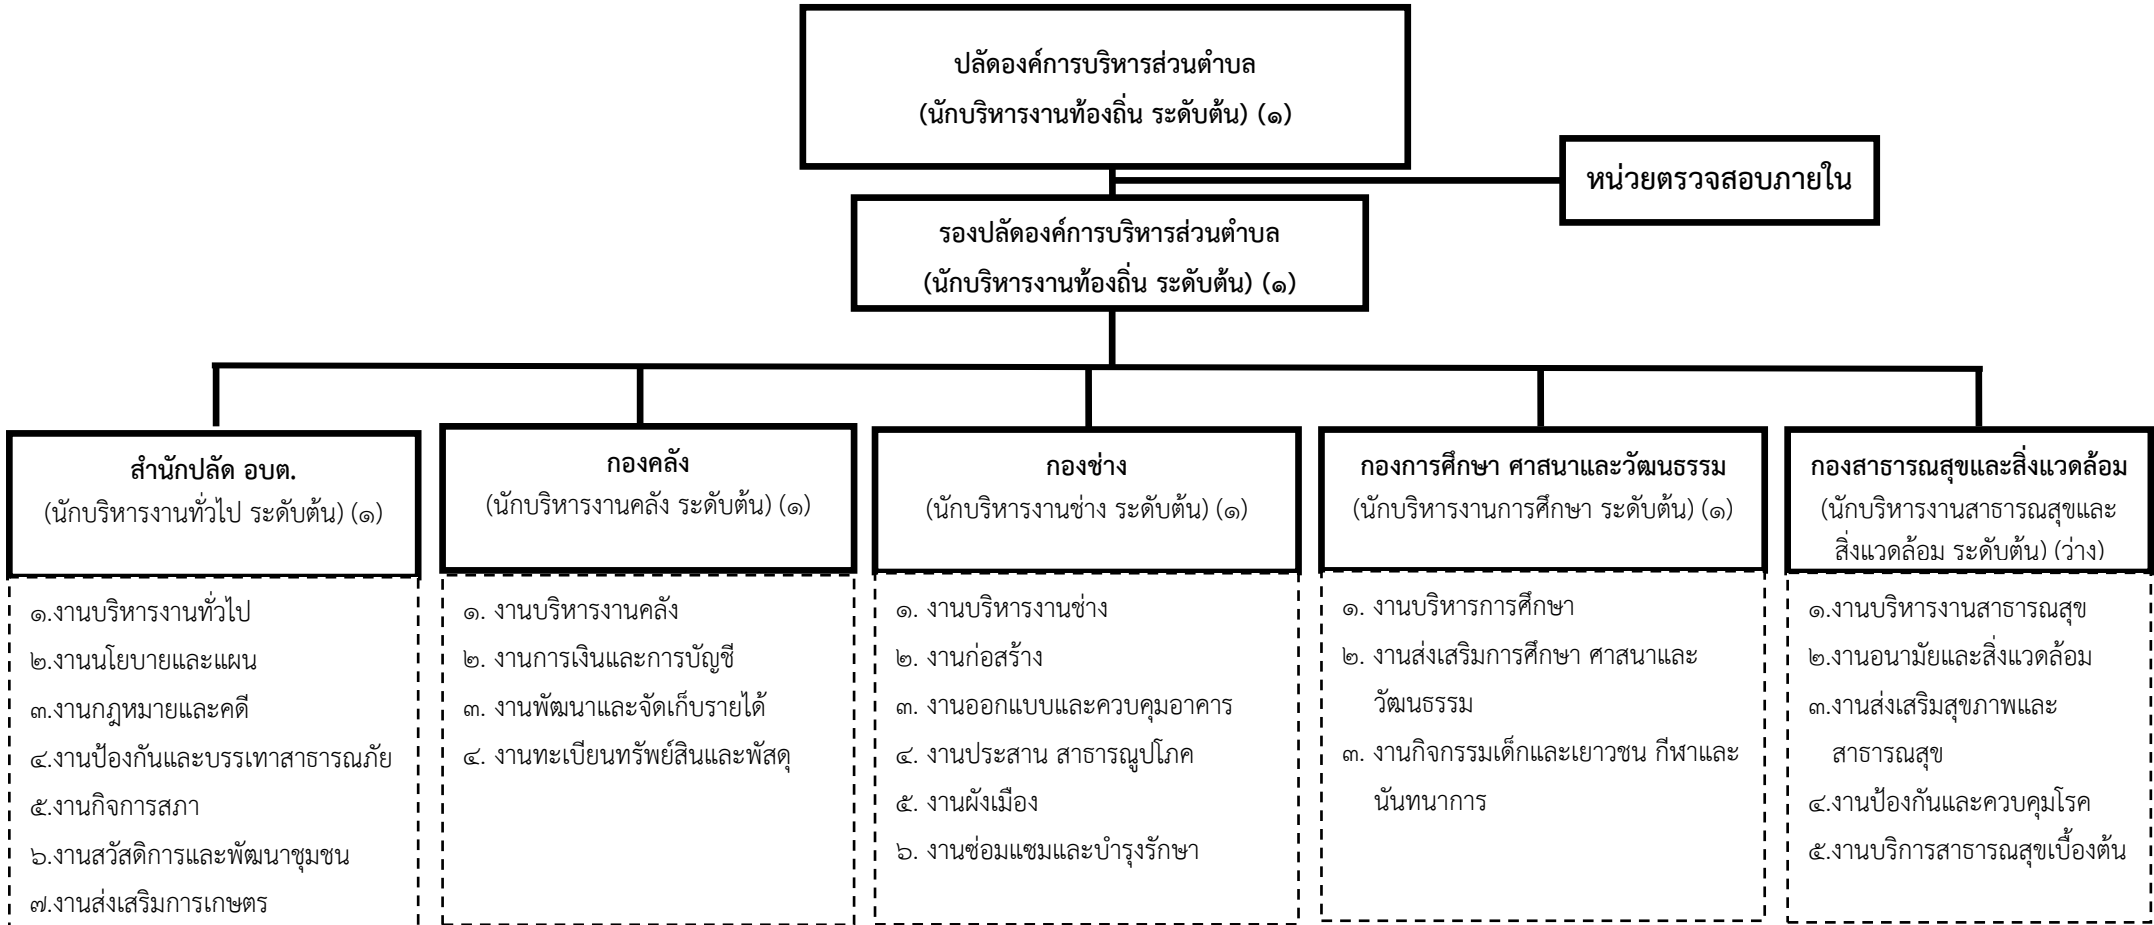 ปลัดองค์การบริหารส่วนตำบล
(นักบริหารงานท้องถิ่น ระดับต้น) (๑)
หน่วยตรวจสอบภายใน
รองปลัดองค์การบริหารส่วนตำบล
(นักบริหารงานท้องถิ่น ระดับต้น) (๑)
สำนักปลัด อบต.
(นักบริหารงานทั่วไป ระดับต้น) (๑)
๑.งานบริหารงานทั่วไป
๒.งานนโยบายและแผน
๓.งานกฎหมายและคดี
๔.งานป้องกันและบรรเทาสาธารณภัย
๕.งานกิจการสภา
๖.งานสวัสดิการและพัฒนาชุมชน
๗.งานส่งเสริมการเกษตร
กองคลัง
(นักบริหารงานคลัง ระดับต้น) (๑)
๑. งานบริหารงานคลัง
๒. งานการเงินและการบัญชี
๓. งานพัฒนาและจัดเก็บรายได้
๔. งานทะเบียนทรัพย์สินและพัสดุ
กองช่าง
(นักบริหารงานช่าง ระดับต้น) (๑)
๑. งานบริหารงานช่าง
๒. งานก่อสร้าง
๓. งานออกแบบและควบคุมอาคาร
๔. งานประสาน สาธารณูปโภค
๕. งานผังเมือง
๖. งานซ่อมแซมและบำรุงรักษา
กองการศึกษา ศาสนาและวัฒนธรรม
(นักบริหารงานการศึกษา ระดับต้น) (๑)
๑. งานบริหารการศึกษา
๒. งานส่งเสริมการศึกษา ศาสนาและ
วัฒนธรรม
๓. งานกิจกรรมเด็กและเยาวชน กีฬาและ
นันทนาการ
กองสาธารณสุขและสิ่งแวดล้อม
(นักบริหารงานสาธารณสุขและ
สิ่งแวดล้อม ระดับต้น) (ว่าง)
๑.งานบริหารงานสาธารณสุข
๒.งานอนามัยและสิ่งแวดล้อม
๓.งานส่งเสริมสุขภาพและ
สาธารณสุข
๔.งานป้องกันและควบคุมโรค
๕.งานบริการสาธารณสุขเบื้องต้น